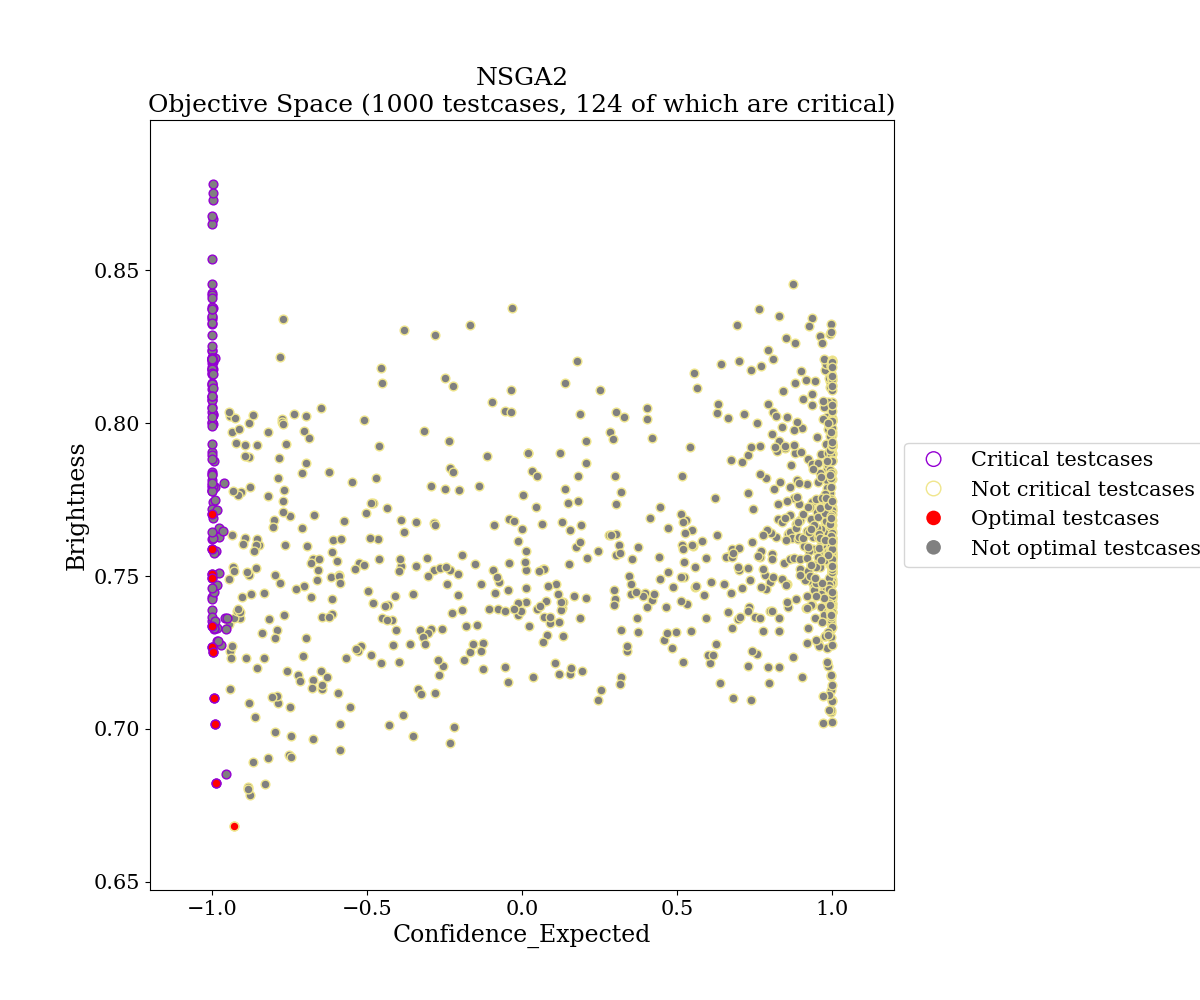 NSGA2
Objective Space (1000 testcases, 124 of which are critical)
Brightness
0.85
0.80
0.75
0.70
0.65
−1.0
−0.5
0.0
0.5
1.0
Confidence_Expected
Critical testcases
Not critical testcases
Optimal testcases
Not optimal testcases